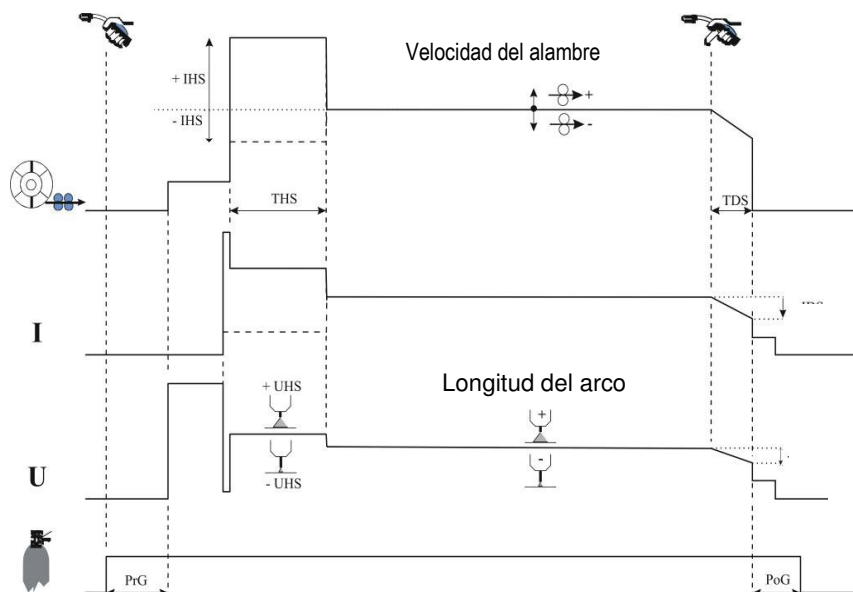 Velocidad del alambre
+ IHS
- IHS
+
-
THS
TDS
I
+ UHS
Longitud del arco
+
-
- UHS
U
PrG
PoG